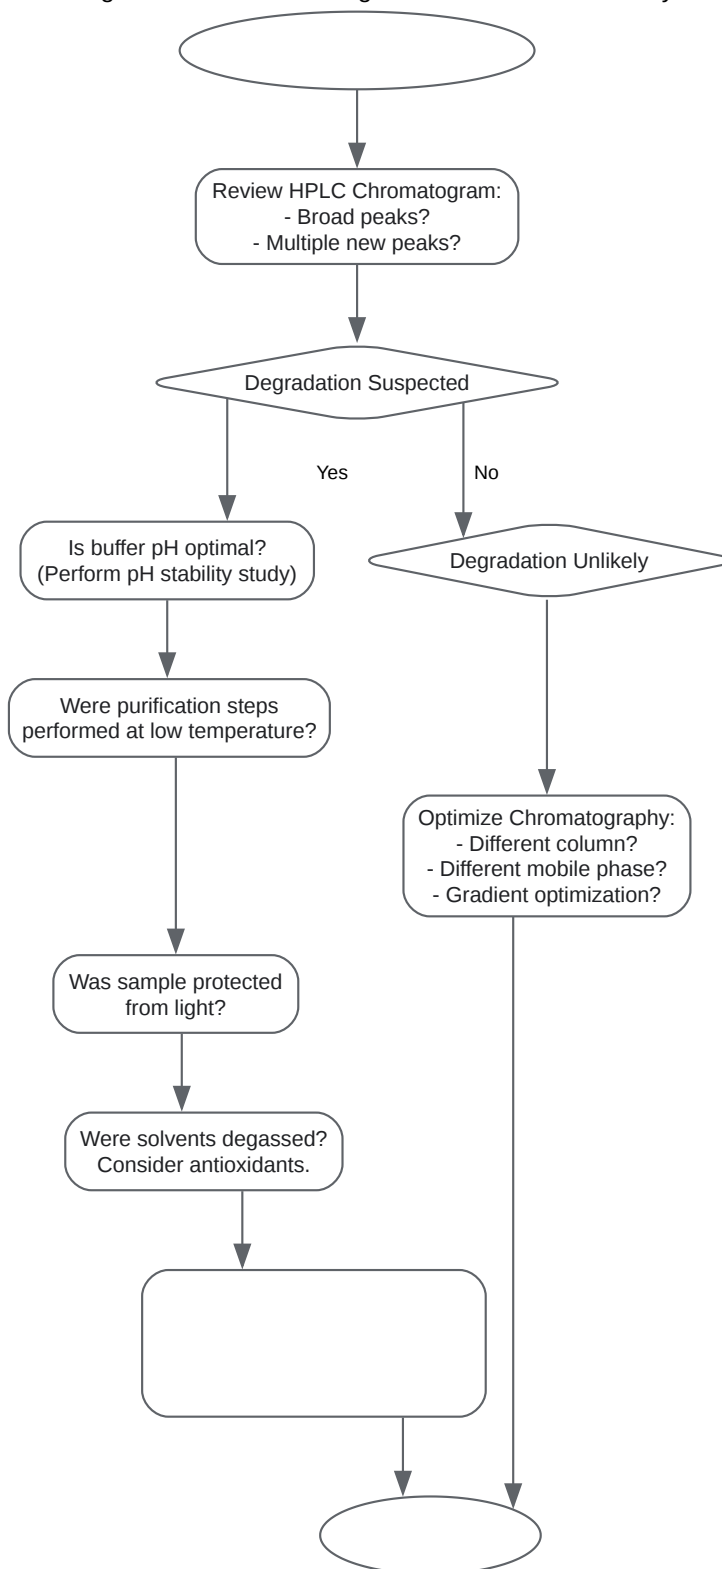 Review HPLC Chromatogram:
- Broad peaks?
- Multiple new peaks?
Degradation Suspected
Yes
No
Is buffer pH optimal?
(Perform pH stability study)
Degradation Unlikely
Were purification steps
performed at low temperature?
Optimize Chromatography:
- Different column?
- Different mobile phase?
- Gradient optimization?
Was sample protected
from light?
Were solvents degassed?
Consider antioxidants.